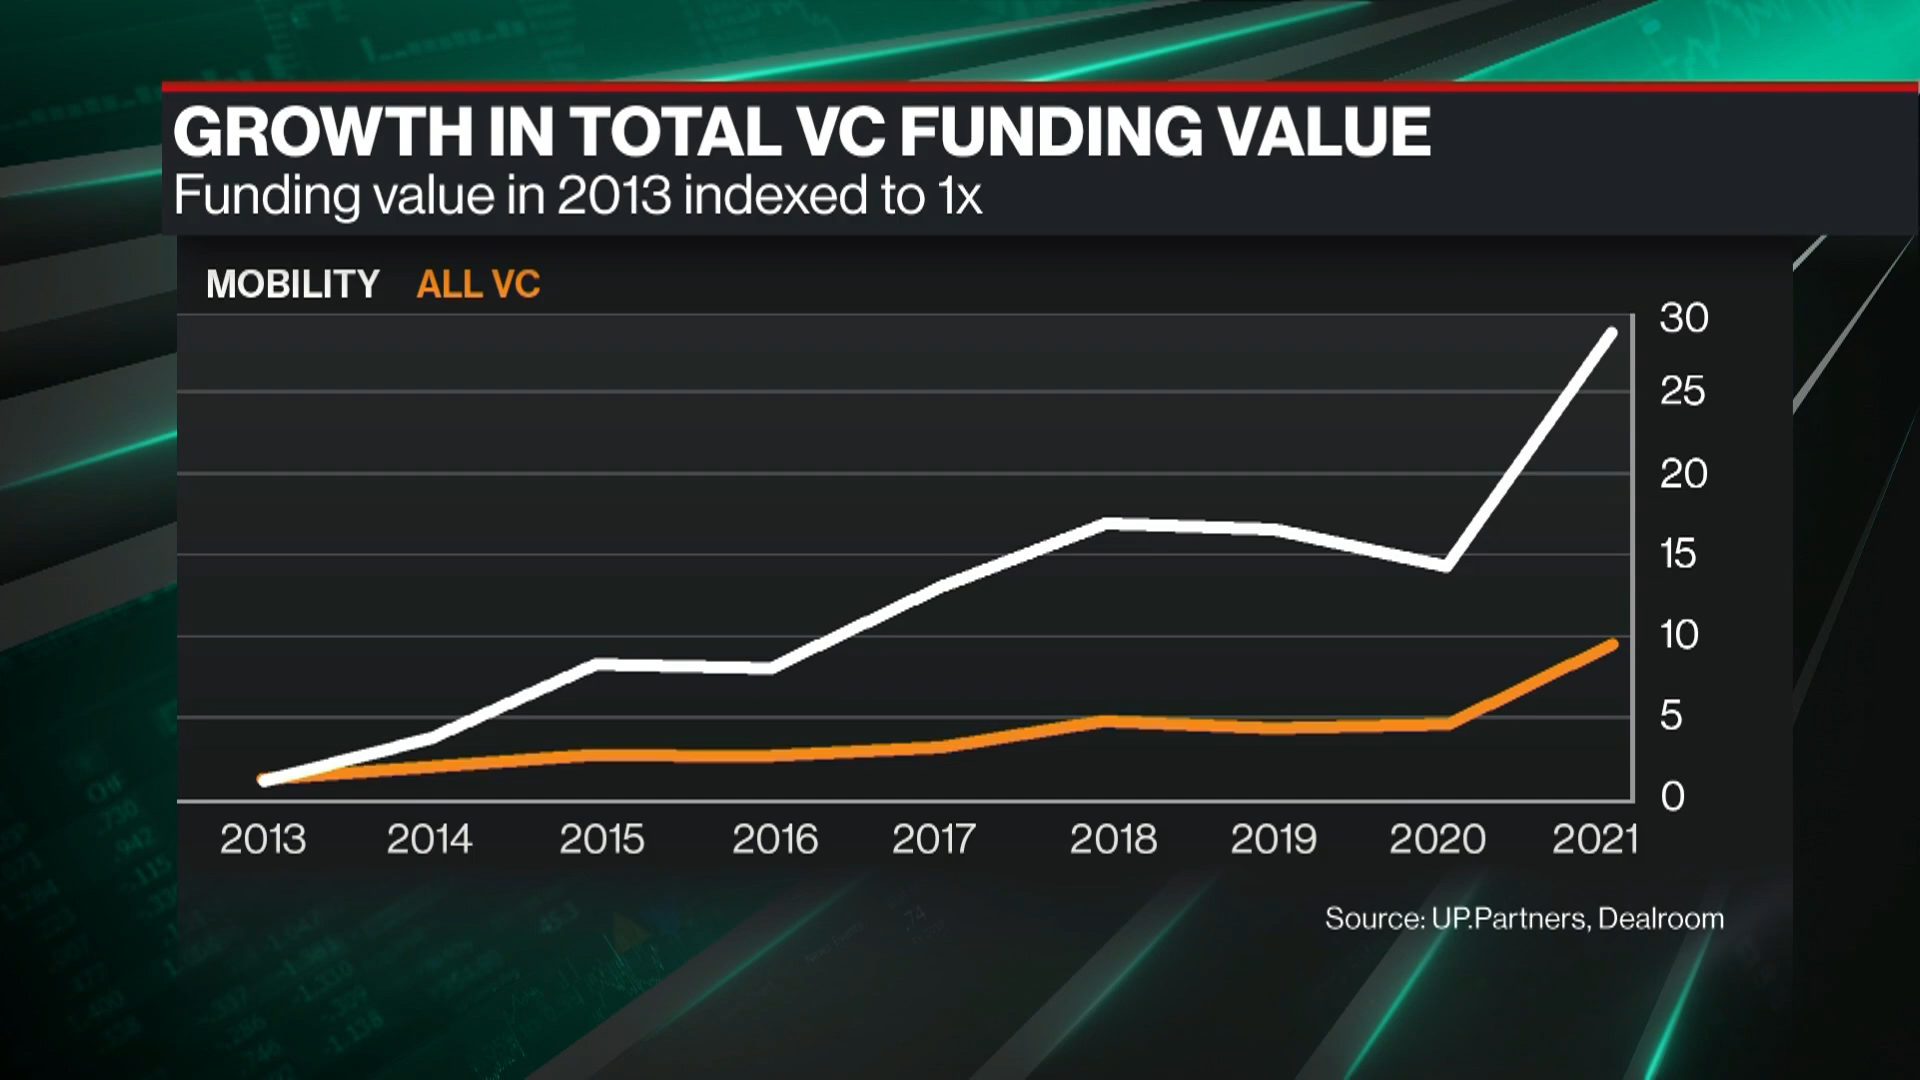 GROWTH IN TOTAL VC FUNDING VALUE
Funding value in 2013 indexed to 1x
MOBILITY ALL VC
30
25
20
15
10
5
0
2013 2014 2015 2016 2017 2018 2019 2020 2021
Source: UP.Partners, Dealroom